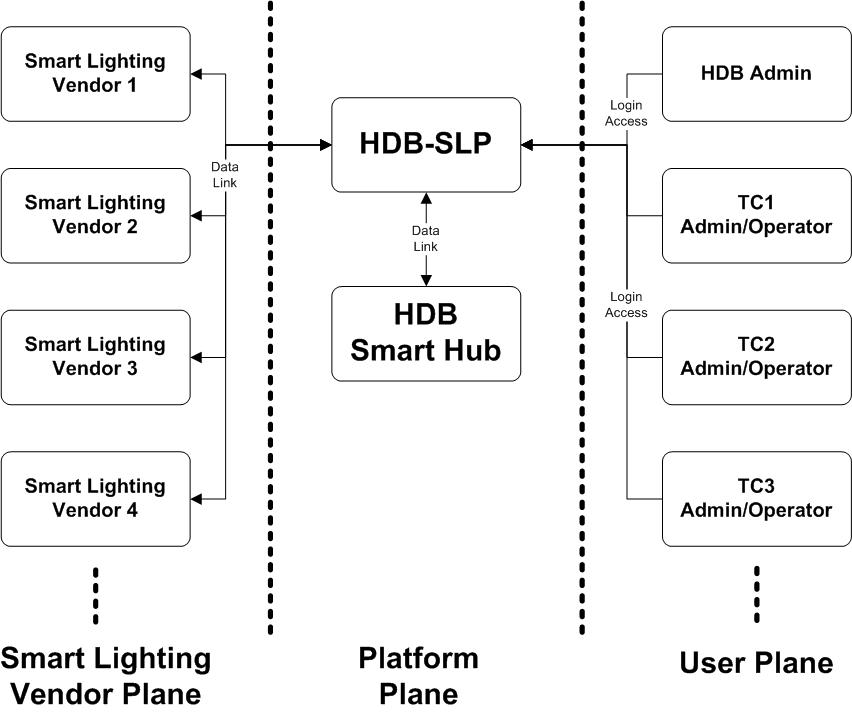 Smart Lighting
Vendor 1
Smart Lighting
Vendor 2
Smart Lighting
Vendor 3
Smart Lighting
Vendor 4
Smart Lighting
Vendor Plane
Data
Link
HDB-SLP
Data
Link
HDB
Smart Hub
Platform
Plane
Login
Access
Login
Access
HDB Admin
TC1
Admin/Operator
TC2
Admin/Operator
TC3
Admin/Operator
User Plane